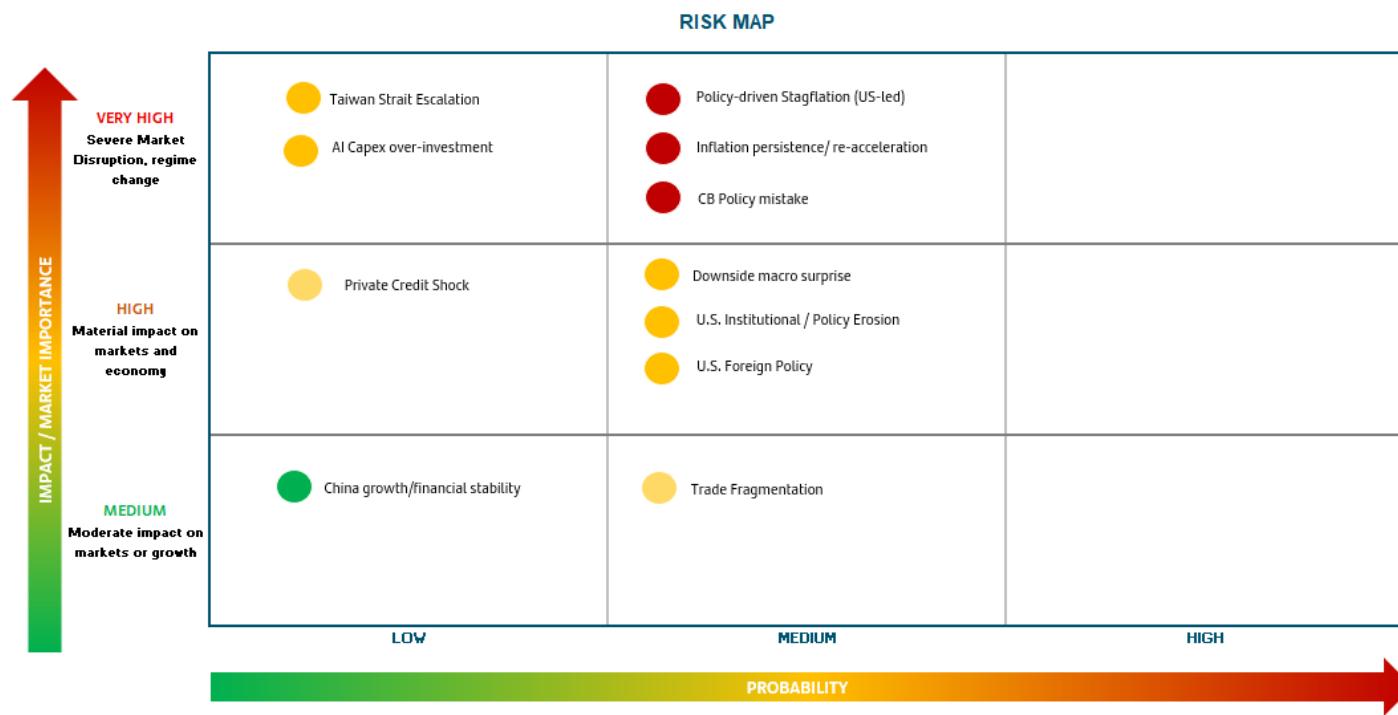 RISK MAP
IMPACT / MARKET IMPORTANCE
VERY HIGH
Severe Market
Disruption, regime
change
Taiwan Strait Escalation
AI Capex over-investment
Policy-driven Stagflation (US-led)
Inflation persistence/ re-acceleration
CB Policy mistake
HIGH
Material impact on
markets and
economy
Private Credit Shock
Downside macro surprise
U.S. Institutional / Policy Erosion
U.S. Foreign Policy
MEDIUM
Moderate impact on
markets or growth
China growth/financial stability
Trade Fragmentation
LOW
MEDIUM
HIGH
PROBABILITY